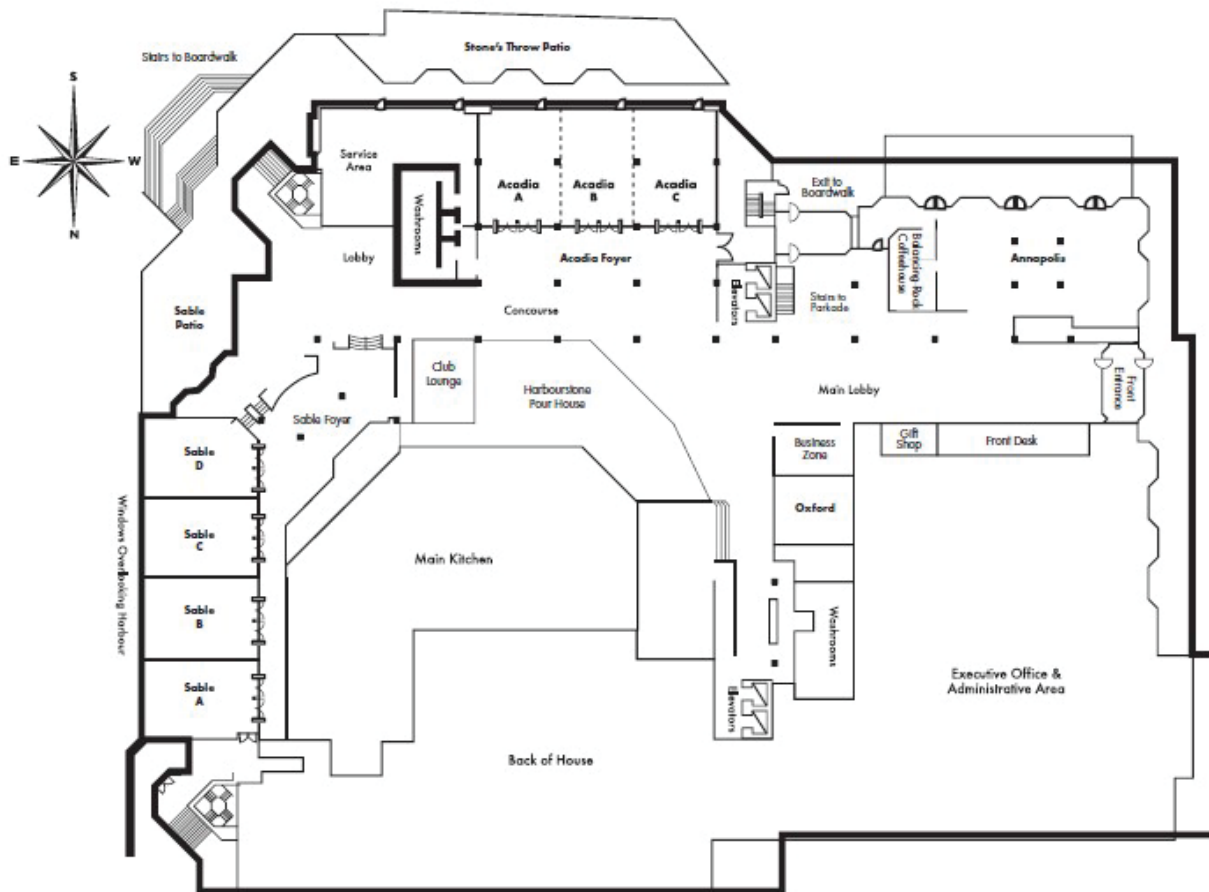 Stone's Throw Patio
Stairs to Boardwalk
S
E
W
N
Service
Area
Washrooms
Acadia
A
Acadia
B
Acadia
C
Exit to
Boardwalk
Balancing Rock
Coffeehouse
Annapolis
Lobby
Acadia Foyer
Elevators
Stairs to
Parkade
Sable
Patio
Concourse
Club
Lounge
Harbourstone
Pour House
Main Lobby
Front
Entrance
Sable Foyer
Business
Zone
Gift
Shop
Front Desk
Sable
D
Windows Overlooking Harbour
Sable
C
Oxford
Main Kitchen
Sable
B
Washrooms
Sable
A
Elevators
Executive Office &
Administrative Area
Back of House